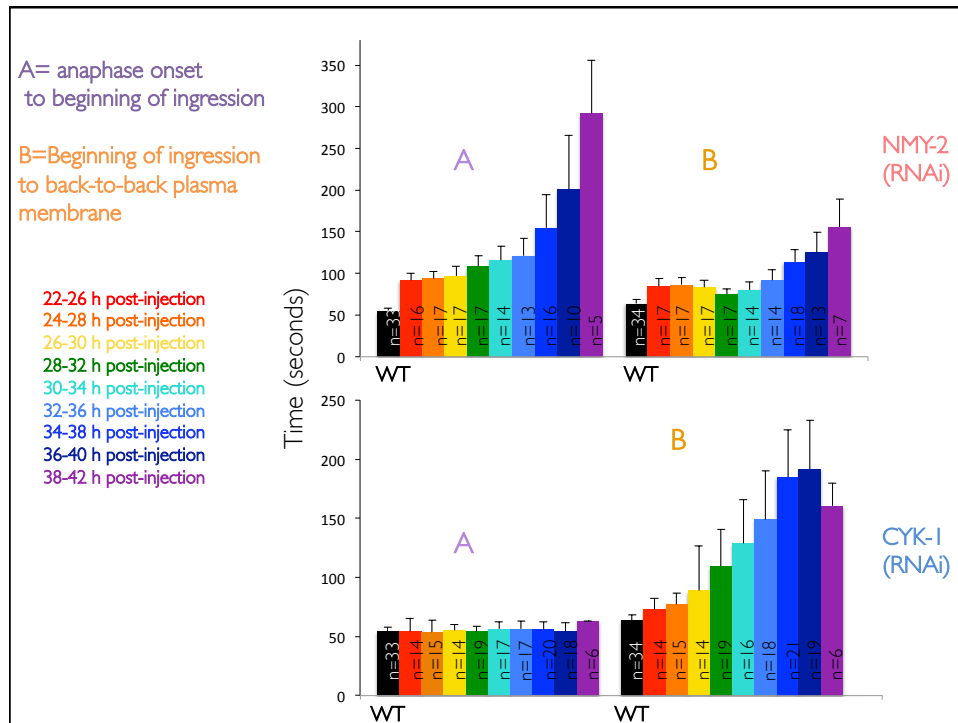 A= anaphase onset
to beginning of ingression
B=Beginning of ingression
to back-to-back plasma
membrane
22-26 h post-injection
24-28 h post-injection
26-30 h post-injection
28-32 h post-injection
30-34 h post-injection
32-36 h post-injection
34-38 h post-injection
36-40 h post-injection
38-42 h post-injection
Time (seconds)
350
300
250
200
150
100
50
0
A
B
n=33
n=16
n=17
n=17
n=17
n=14
n=13
n=16
n=10
n=5
n=34
n=17
n=17
n=17
n=17
n=14
n=14
n=18
n=13
n=7
WT
WT
NMY-2
(RNAi)
250
200
150
100
50
0
A
B
n=33
n=14
n=15
n=14
n=19
n=17
n=17
n=20
n=18
n=6
n=34
n=14
n=15
n=14
n=19
n=16
n=18
n=21
n=19
n=6
WT
WT
CYK-1
(RNAi)